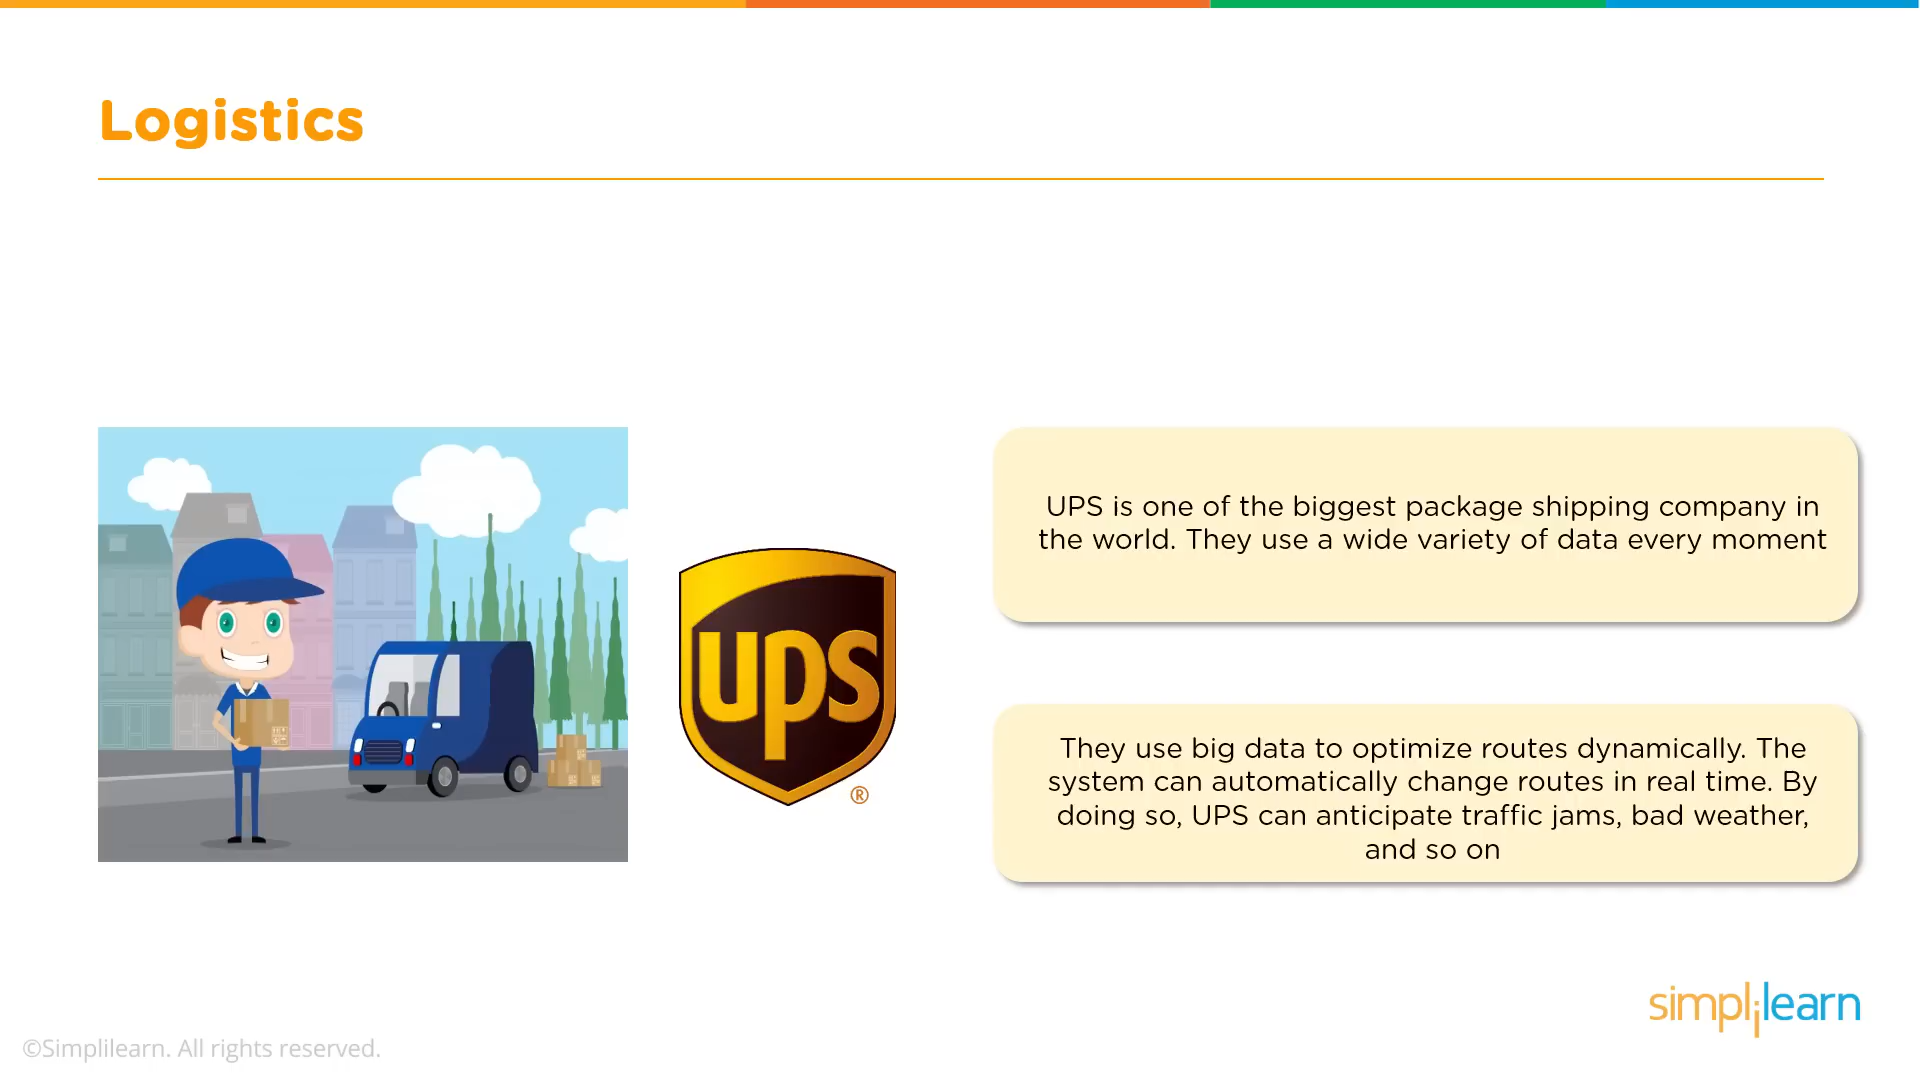 Logistics
ups
®
UPS is one of the biggest package shipping company in
the world. They use a wide variety of data every moment
They use big data to optimize routes dynamically. The
system can automatically change routes in real time. By
doing so, UPS can anticipate traffic jams, bad weather,
and so on
simplilearn
©Simplilearn. All rights reserved.